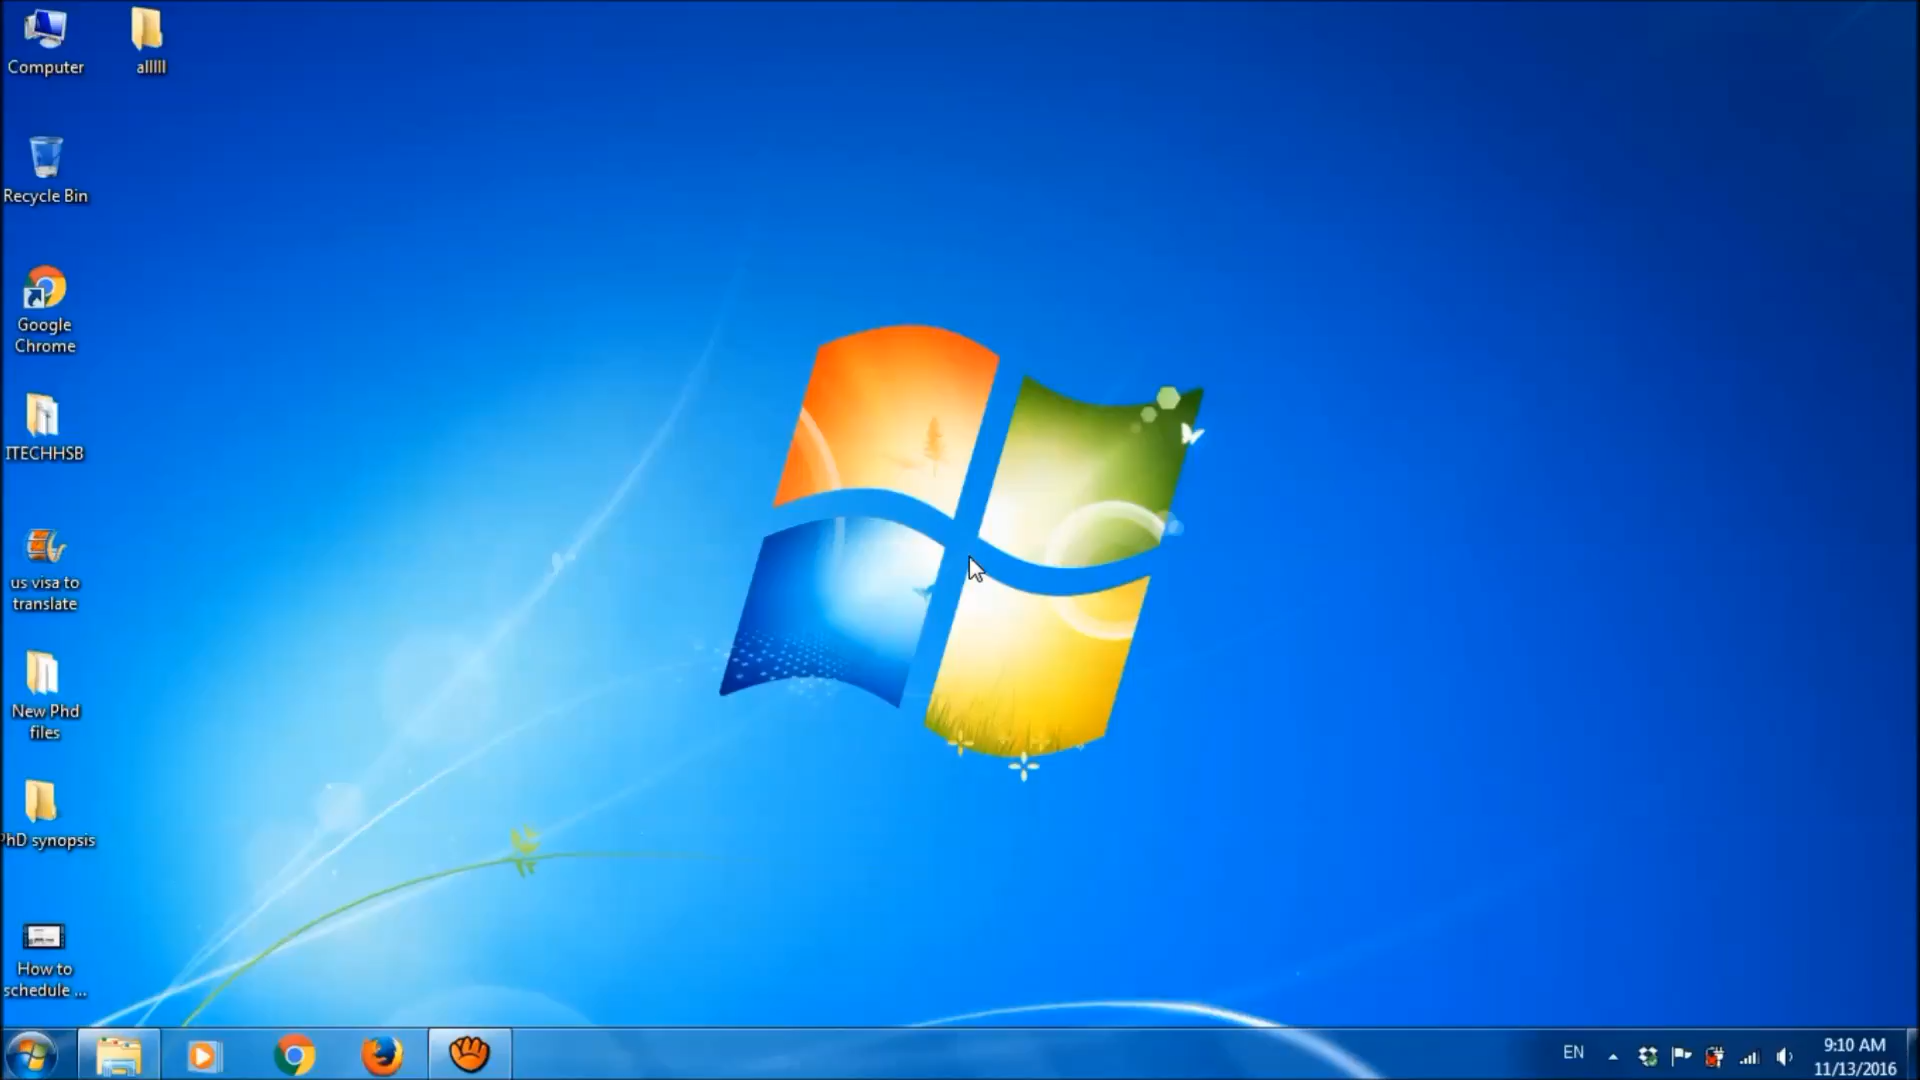 Computer
alllll
Recycle Bin
Google
Chrome
ITECHHSB
us visa to
translate
New Phd
files
PhD synopsis
How to
schedule ...
EN
9:10 AM
11/13/2016